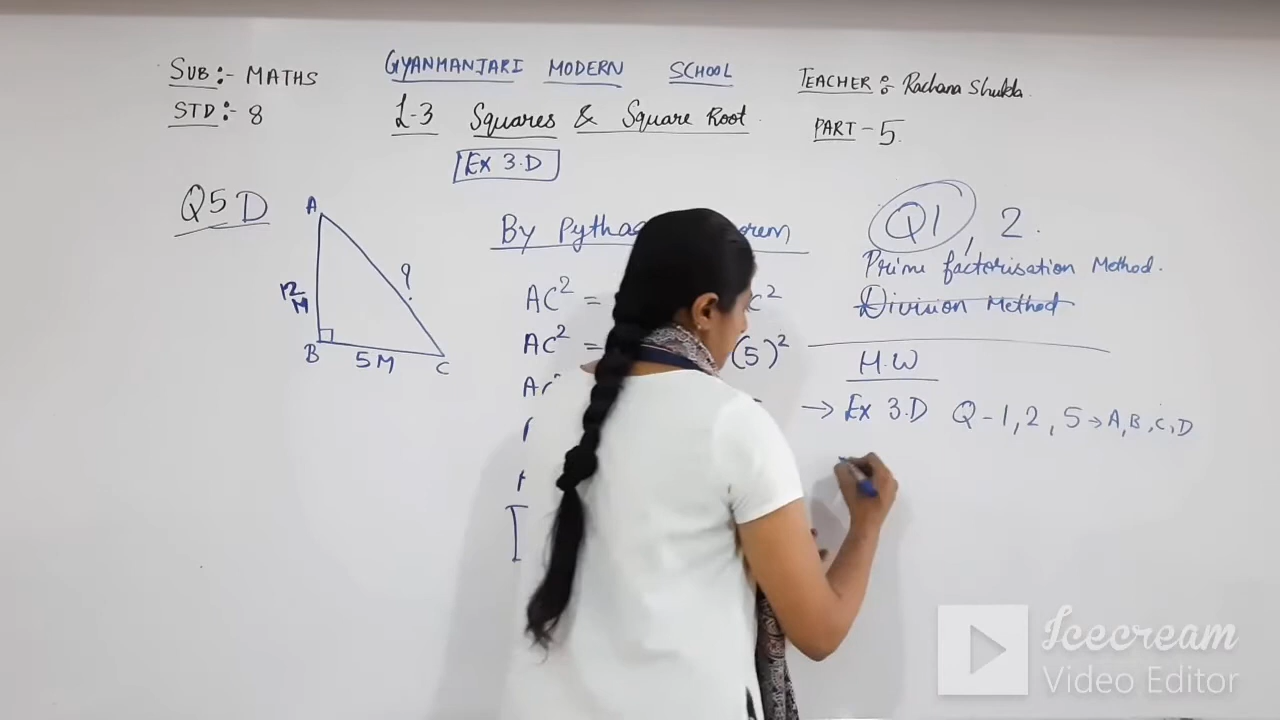 SUB:- MATHS
STD:- 8
GYANMANJARI MODERN SCHOOL
L-3 Squares & Square Root
Ex 3.D
TEACHER :- Rachana Shukla.
PART - 5.
Q5 D
A
12 M
?
B
5 M
C
By
AC² =
AC² = (5)²
Q1, 2.
Prime factorisation Method.
Division Method
H.W
→ Ex 3.D Q - 1, 2, 5 → A, B, C, D
Icecream
Video Editor